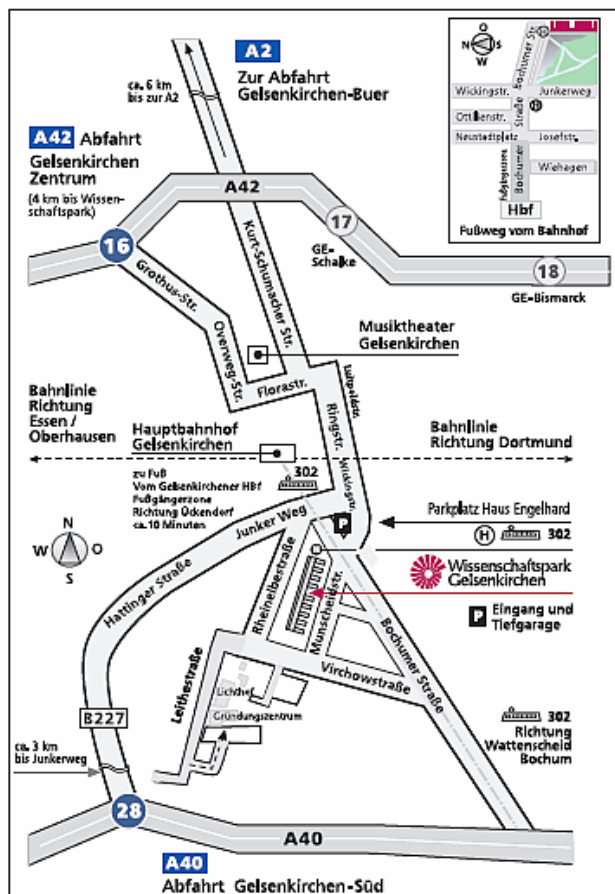 A2
Zur Abfahrt
Gelsenkirchen-Buer
ca. 6 km
bis zur A2
A42 Abfahrt
Gelsenkirchen
Zentrum
(4 km bis Wissen-
schaftspark)
N
O
S
W
Bochumer Str.
H
Wickingstr.
Junkerweg
H
Ottilienstr.
Straße
Neustadtplatz
Josefstr.
Fußgängerzone
Bochumer
Wiehagen
Hbf
Fußweg vom Bahnhof
A42
16
17
GE-
Schalke
18
GE-Bismarck
Grothus-Str.
Kurt-Schumacher Str.
Overweg-Str.
Musiktheater
Gelsenkirchen
Florastr.
Luitpoldstr.
Ringstr.
Bahnlinie
Richtung
Essen /
Oberhausen
Hauptbahnhof
Gelsenkirchen
Bahnlinie
Richtung Dortmund
302
zu Fuß
Vom Gelsenkirchener HBf
Fußgängerzone
Richtung Ückendorf
ca. 10 Minuten
Wickingstr.
Junker Weg
P
Parkplatz Haus Engelhard
H 302
N
W O
S
Hattinger Straße
Rheinelbestraße
Munscheidstr.
Wissenschaftspark
Gelsenkirchen
P Eingang und
Tiefgarage
Bochumer Straße
Leithestraße
Virchowstraße
Lichthof
Gründungszentrum
B227
302
Richtung
Wattenscheid
Bochum
ca. 3 km
bis Junkerweg
28
A40
A40
Abfahrt Gelsenkirchen-Süd